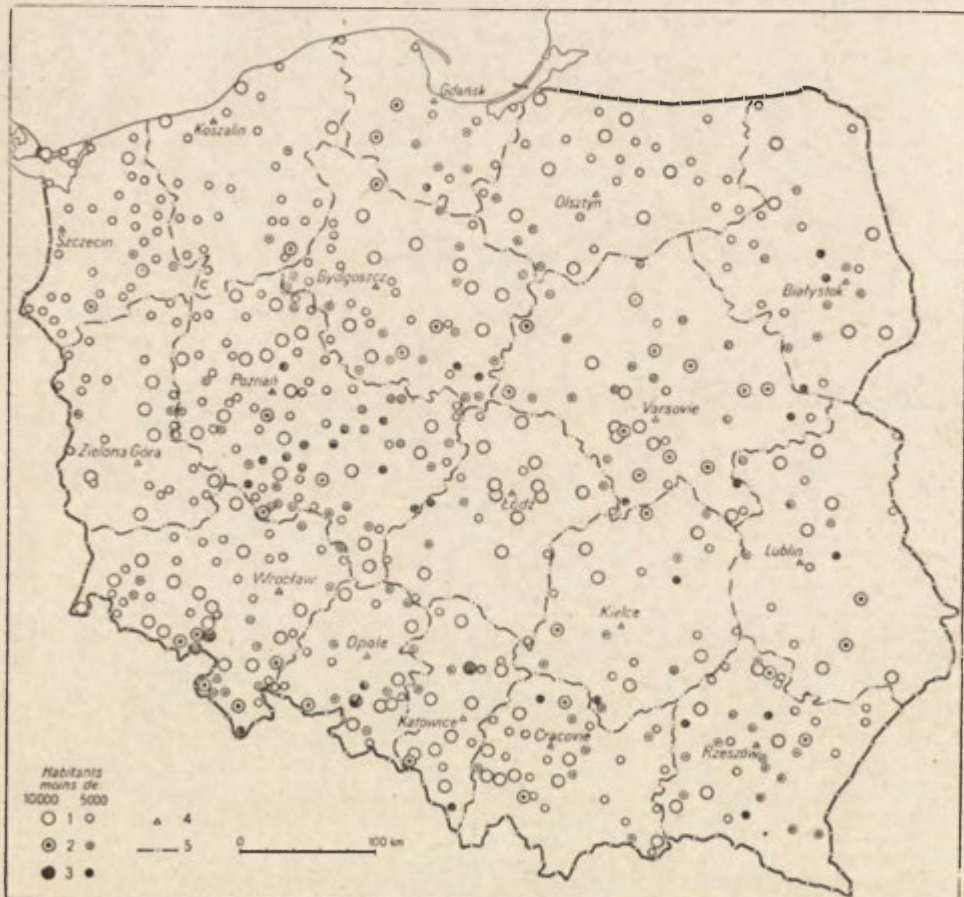 Gdańsk
Koszalin
Olsztyn
Szczecin
Bydgoszcz
Białystok
Poznań
Varsovie
Zielona Góra
Łódź
Lublin
Wrocław
Kielce
Opole
Katowice
Cracovie
Rzeszów
Habitants
moins de
10000 5000
1 4
2 5
3
0 100 km